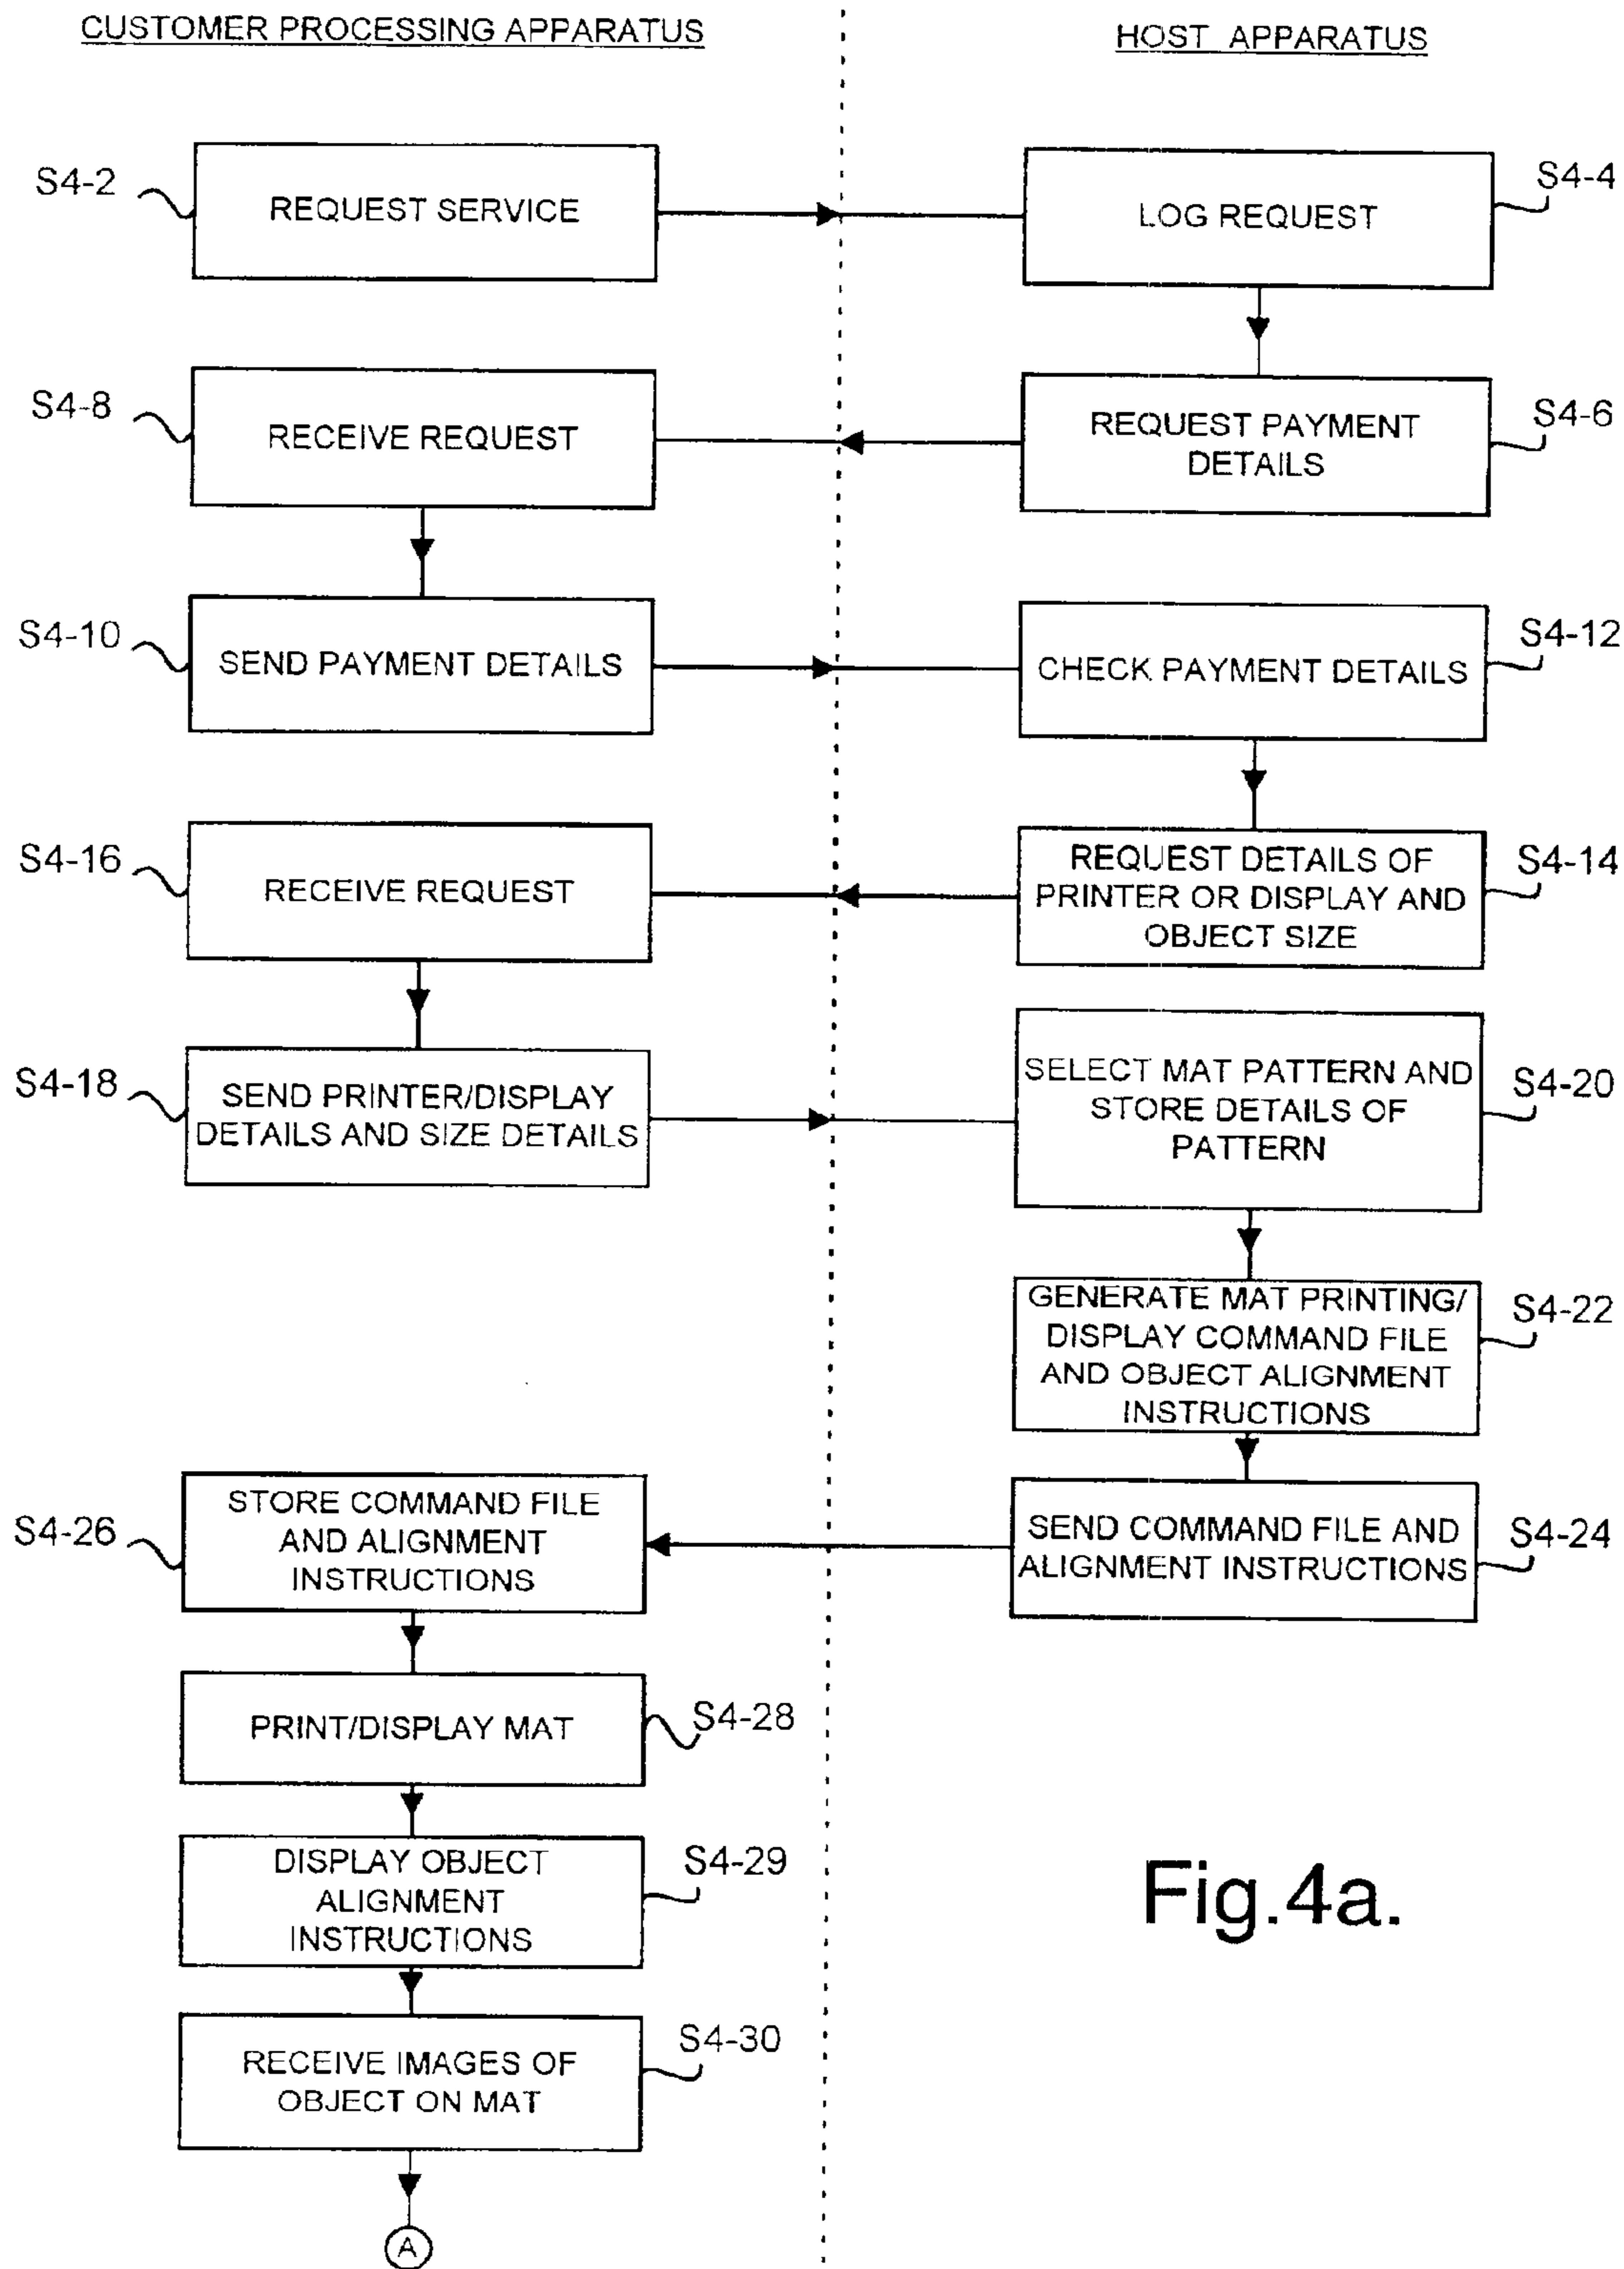 CUSTOMER PROCESSING APPARATUS
HOST APPARATUS
S4-2
REQUEST SERVICE
LOG REQUEST
S4-4
S4-8
RECEIVE REQUEST
REQUEST PAYMENT
DETAILS
S4-6
S4-10
SEND PAYMENT DETAILS
CHECK PAYMENT DETAILS
S4-12
S4-16
RECEIVE REQUEST
REQUEST DETAILS OF
PRINTER OR DISPLAY AND
OBJECT SIZE
S4-14
S4-18
SEND PRINTER/DISPLAY
DETAILS AND SIZE DETAILS
SELECT MAT PATTERN AND
STORE DETAILS OF
PATTERN
S4-20
GENERATE MAT PRINTING/
DISPLAY COMMAND FILE
AND OBJECT ALIGNMENT
INSTRUCTIONS
S4-22
S4-26
STORE COMMAND FILE
AND ALIGNMENT
INSTRUCTIONS
SEND COMMAND FILE AND
ALIGNMENT INSTRUCTIONS
S4-24
PRINT/DISPLAY MAT
S4-28
DISPLAY OBJECT
ALIGNMENT
INSTRUCTIONS
S4-29
Fig.4a.
RECEIVE IMAGES OF
OBJECT ON MAT
S4-30
A